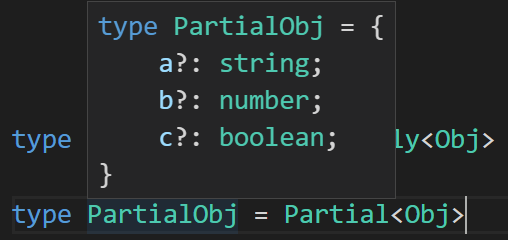 type PartialObj = {
a?: string;
b?: number;
c?: boolean;
}
type ly<Obj>
type PartialObj = Partial<Obj>